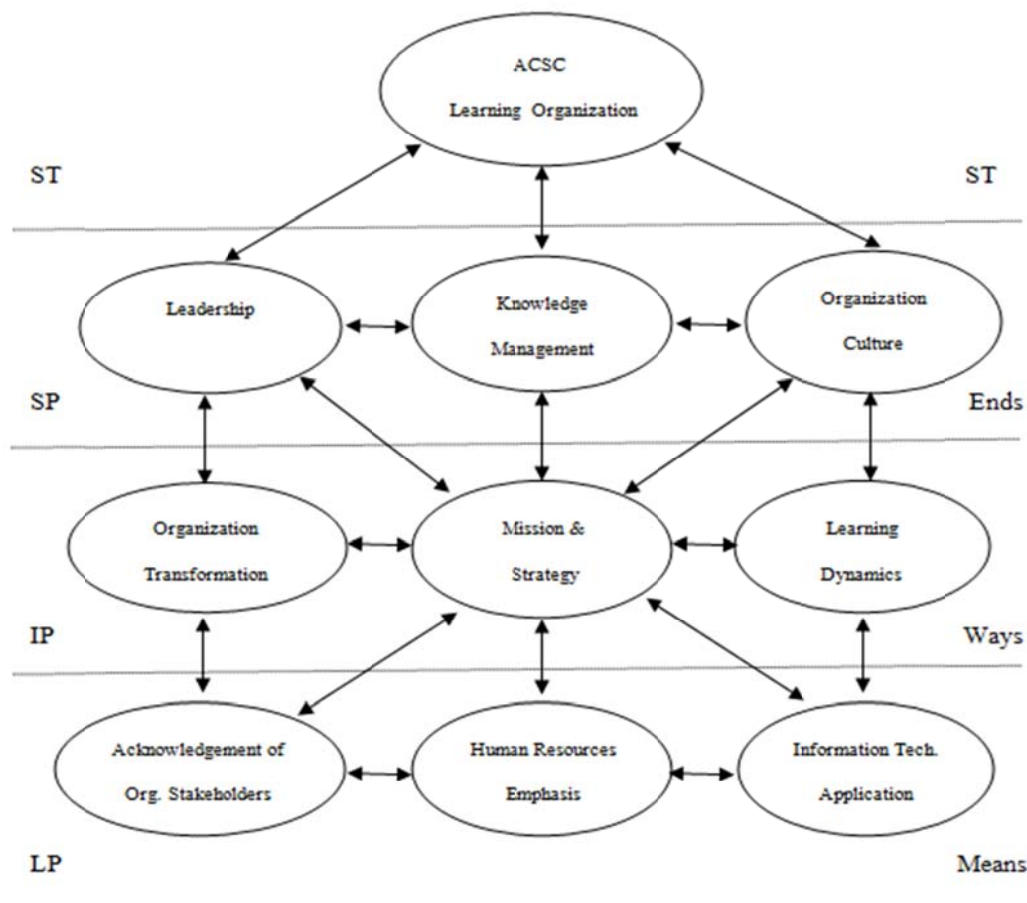 ACSC
Learning Organization
ST
ST
Leadership
Knowledge
Management
Organization
Culture
SP
Ends
Organization
Transformation
Mission &
Strategy
Learning
Dynamics
IP
Ways
Acknowledgement of
Org. Stakeholders
Human Resources
Emphasis
Information Tech.
Application
LP
Means